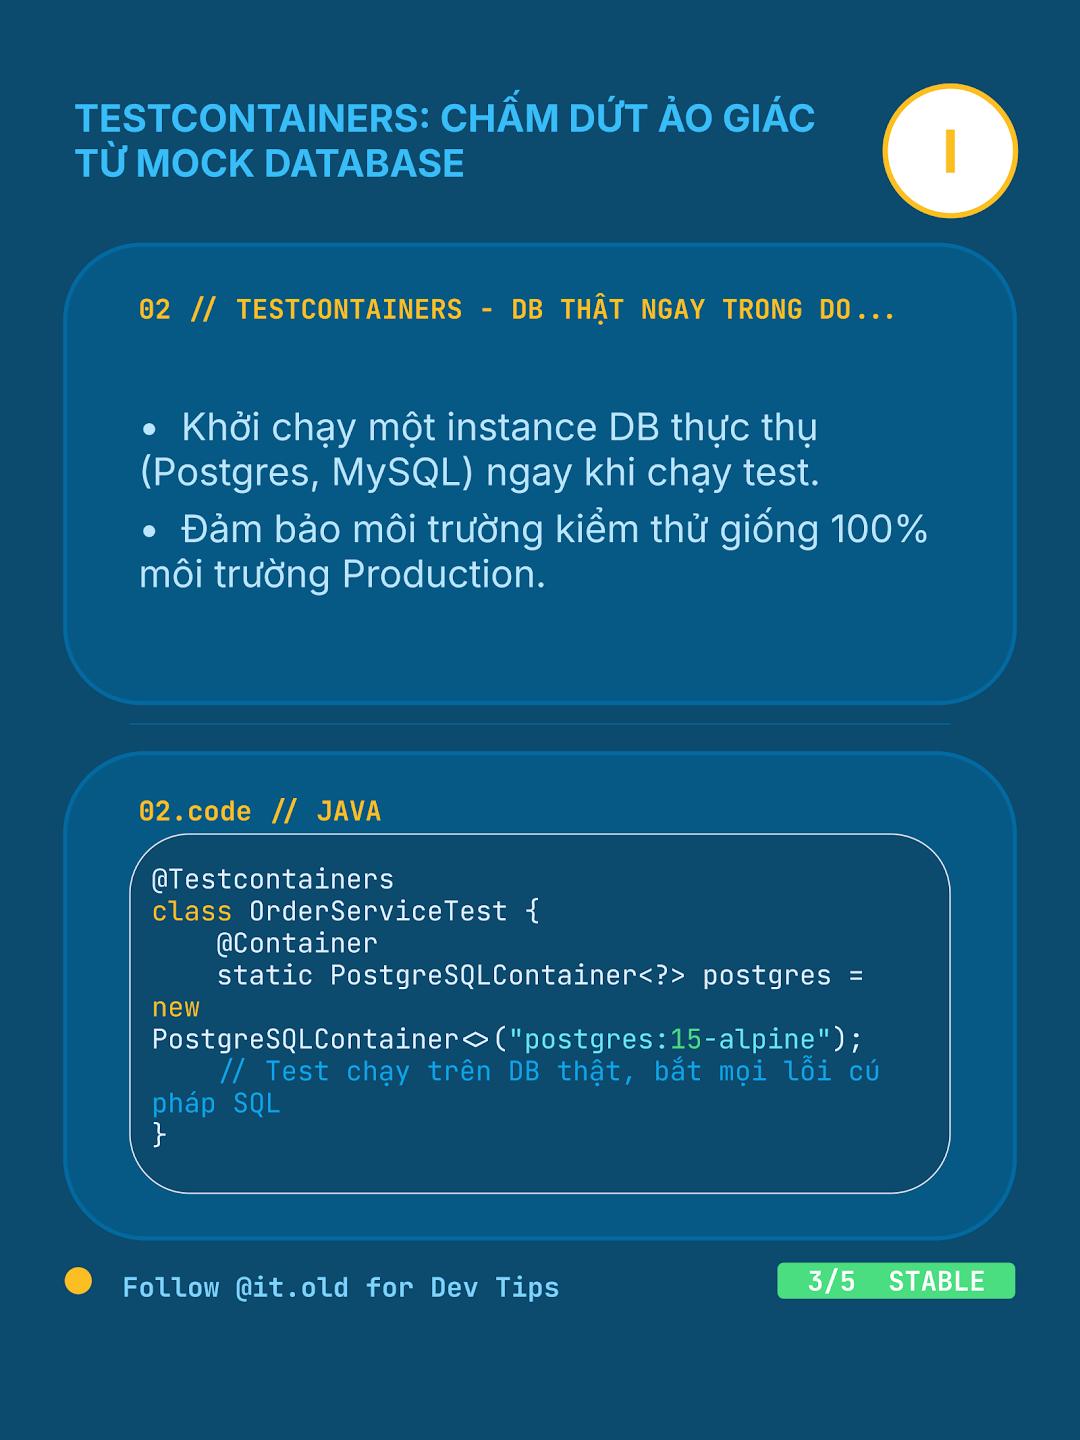 TESTCONTAINERS: CHẤM DỨT ẢO GIÁC
TỪ MOCK DATABASE
I
02 // TESTCONTAINERS - DB THẬT NGAY TRONG DO...
• Khởi chạy một instance DB thực thụ
(Postgres, MySQL) ngay khi chạy test.
• Đảm bảo môi trường kiểm thử giống 100%
môi trường Production.
02.code // JAVA
@Testcontainers
class OrderServiceTest {
    @Container
    static PostgreSQLContainer<?> postgres =
new
PostgreSQLContainer<>("postgres:15-alpine");
    // Test chạy trên DB thật, bắt mọi lỗi cú
pháp SQL
}
Follow @it.old for Dev Tips
3/5 STABLE